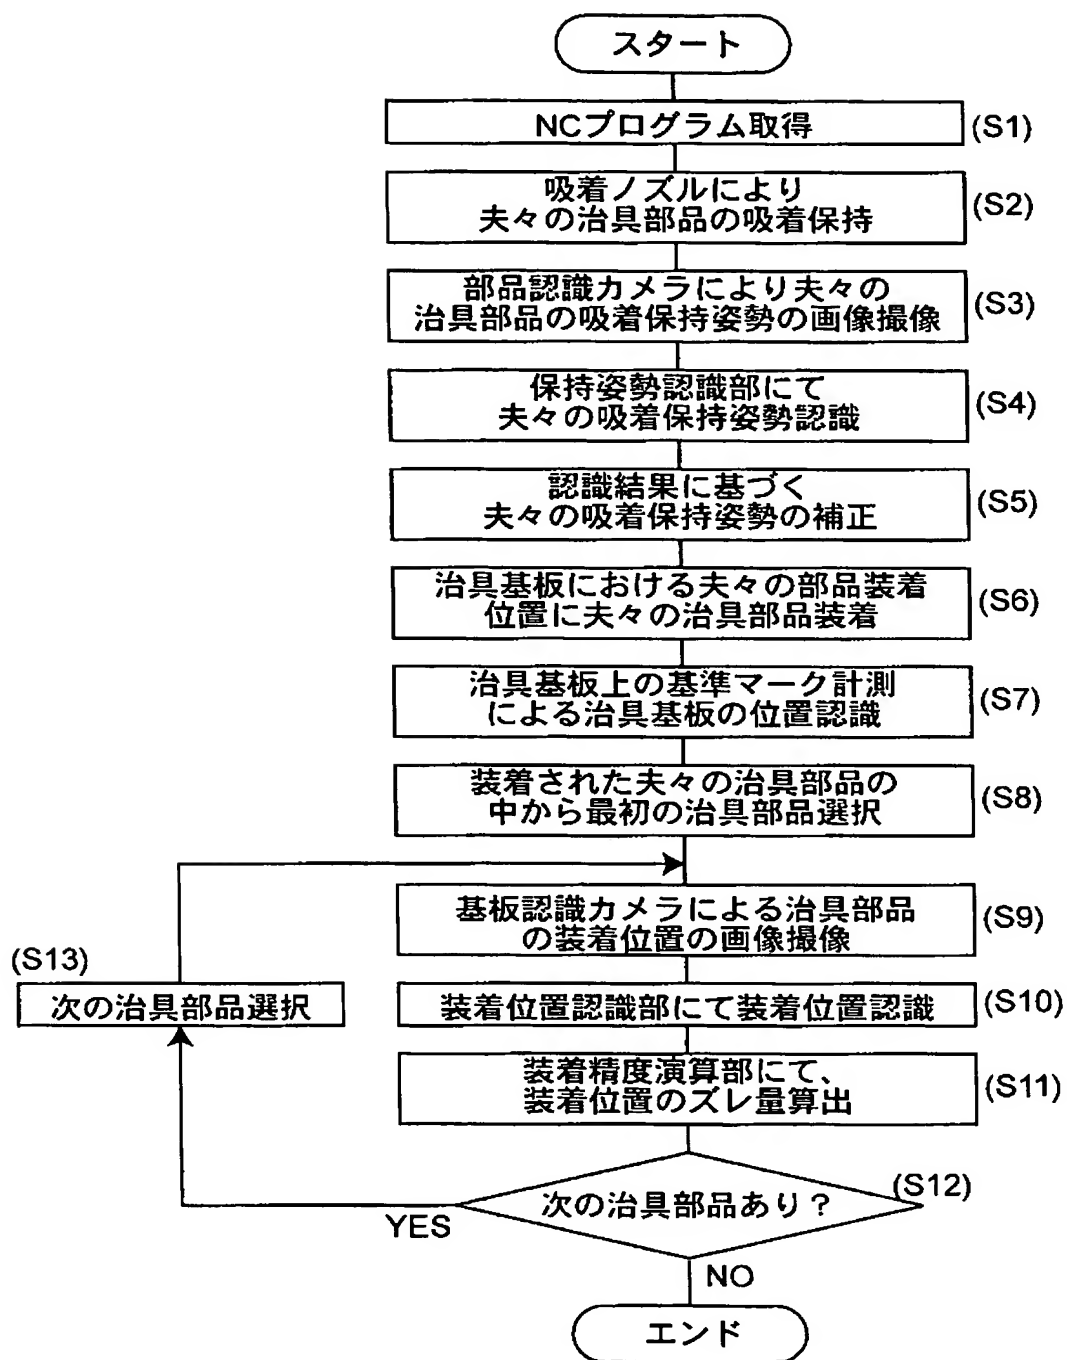 スタート
NCプログラム取得
(S1)
吸着ノズルにより
夫々の治具部品の吸着保持
(S2)
部品認識カメラにより夫々の
治具部品の吸着保持姿勢の画像撮像
(S3)
保持姿勢認識部にて
夫々の吸着保持姿勢認識
(S4)
認識結果に基づく
夫々の吸着保持姿勢の補正
(S5)
治具基板における夫々の部品装着
位置に夫々の治具部品装着
(S6)
治具基板上の基準マーク計測
による治具基板の位置認識
(S7)
装着された夫々の治具部品の
中から最初の治具部品選択
(S8)
基板認識カメラによる治具部品
の装着位置の画像撮像
(S9)
(S13)
次の治具部品選択
装着位置認識部にて装着位置認識
(S10)
装着精度演算部にて、
装着位置のズレ量算出
(S11)
次の治具部品あり？
(S12)
YES
NO
エンド